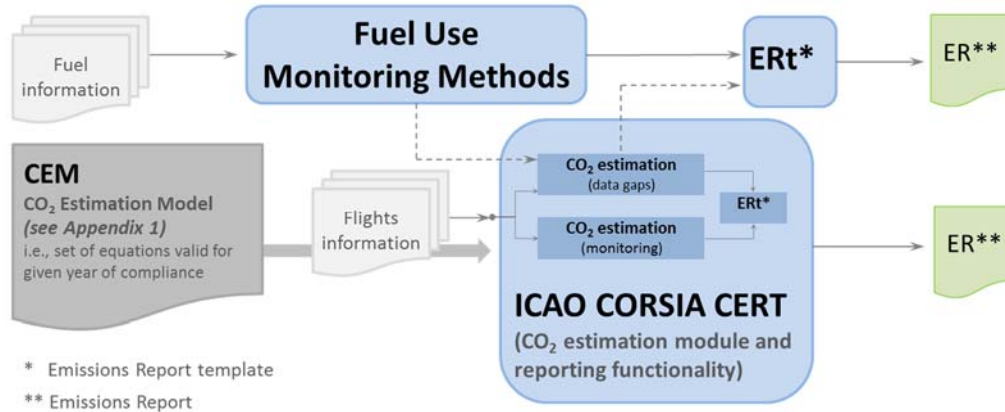 Fuel
information
Fuel Use
Monitoring Methods
ERt*
ER**
CEM
CO₂ Estimation Model
(see Appendix 1)
i.e., set of equations valid for
given year of compliance
Flights
information
CO₂ estimation
(data gaps)
CO₂ estimation
(monitoring)
ERt*
ICAO CORSIA CERT
(CO₂ estimation module and
reporting functionality)
ER**
* Emissions Report template
** Emissions Report